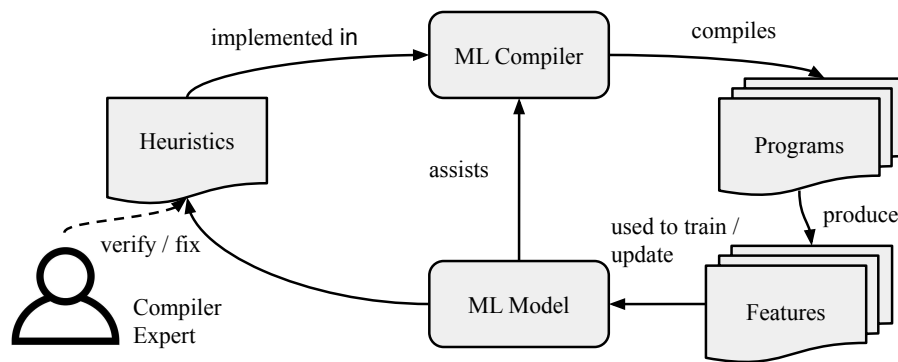 implemented in
ML Compiler
compiles
Heuristics
Programs
assists
verify / fix
used to train /
update
produce
Compiler
Expert
ML Model
Features